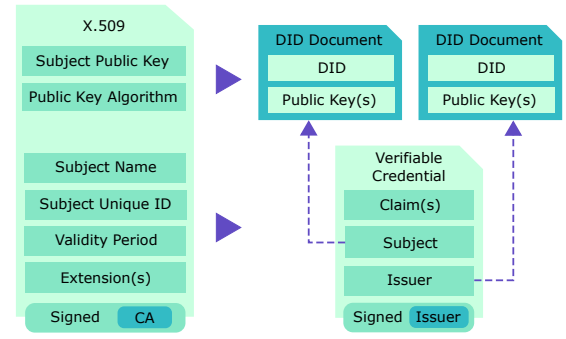 X.509
Subject Public Key
Public Key Algorithm
Subject Name
Subject Unique ID
Validity Period
Extension(s)
Signed CA
DID Document
DID
Public Key(s)
DID Document
DID
Public Key(s)
Verifiable
Credential
Claim(s)
Subject
Issuer
Signed Issuer